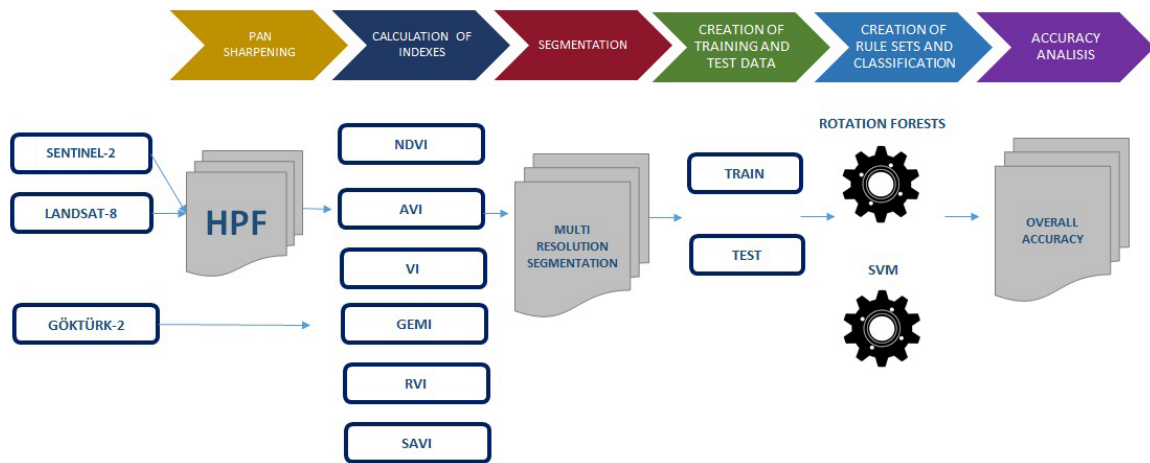 PAN
SHARPENING
CALCULATION OF
INDEXES
SEGMENTATION
CREATION OF
TRAINING AND
TEST DATA
CREATION OF
RULE SETS AND
CLASSIFICATION
ACCURACY
ANALISIS
SENTINEL-2
LANDSAT-8
GÖKTÜRK-2
HPF
NDVI
AVI
VI
GEMI
RVI
SAVI
MULTI
RESOLUTION
SEGMENTATION
TRAIN
TEST
ROTATION FORESTS
SVM
OVERALL
ACCURACY